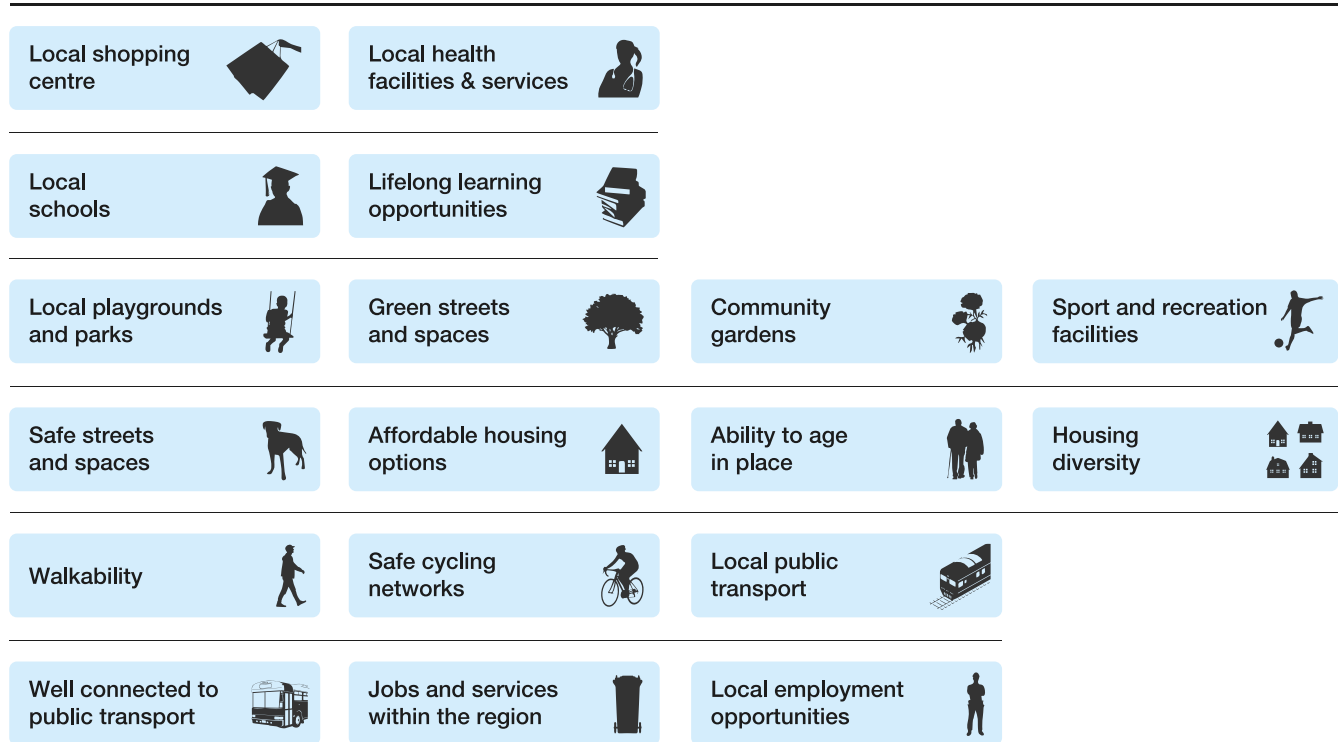 Local shopping
centre
Local health
facilities & services
Local
schools
Lifelong learning
opportunities
Local playgrounds
and parks
Green streets
and spaces
Community
gardens
Sport and recreation
facilities
Safe streets
and spaces
Affordable housing
options
Ability to age
in place
Housing
diversity
Walkability
Safe cycling
networks
Local public
transport
Well connected to
public transport
Jobs and services
within the region
Local employment
opportunities